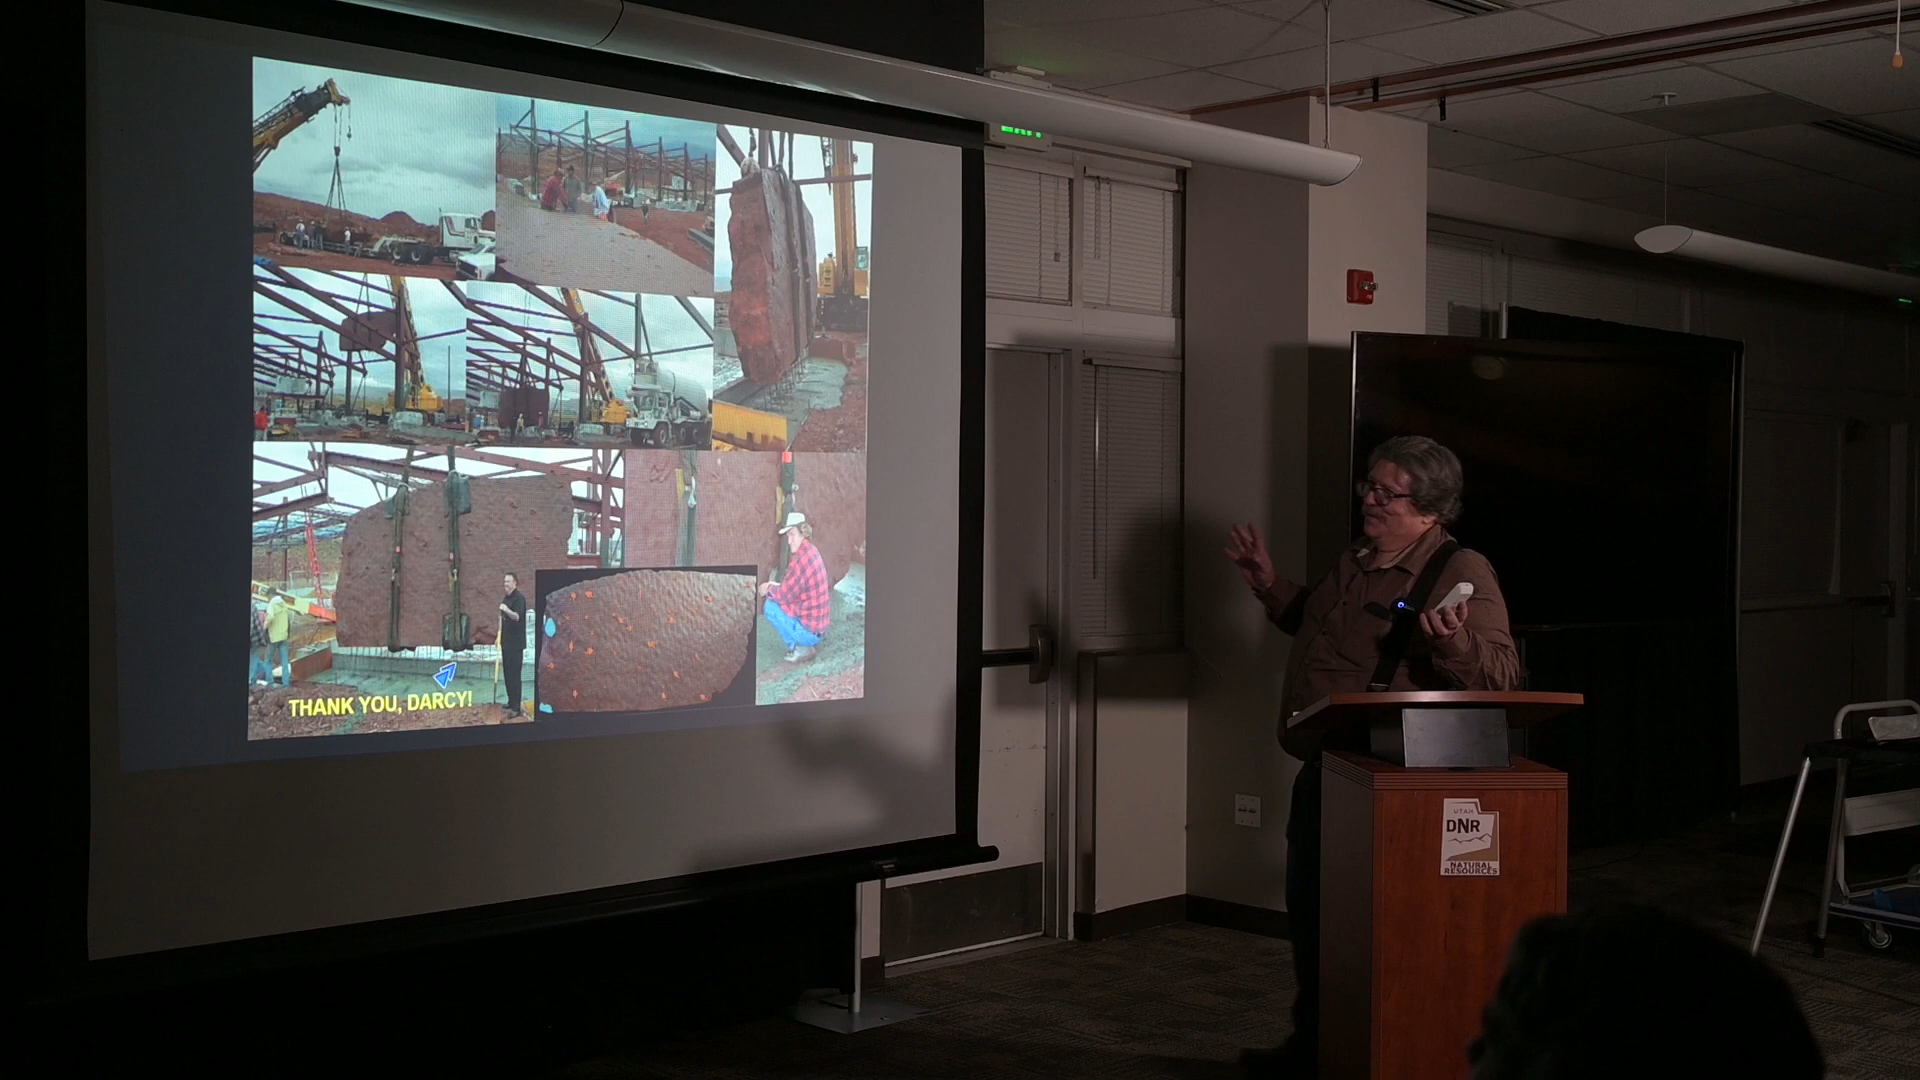 THANK YOU, DARCY!
UTAH
DNR
NATURAL
RESOURCES